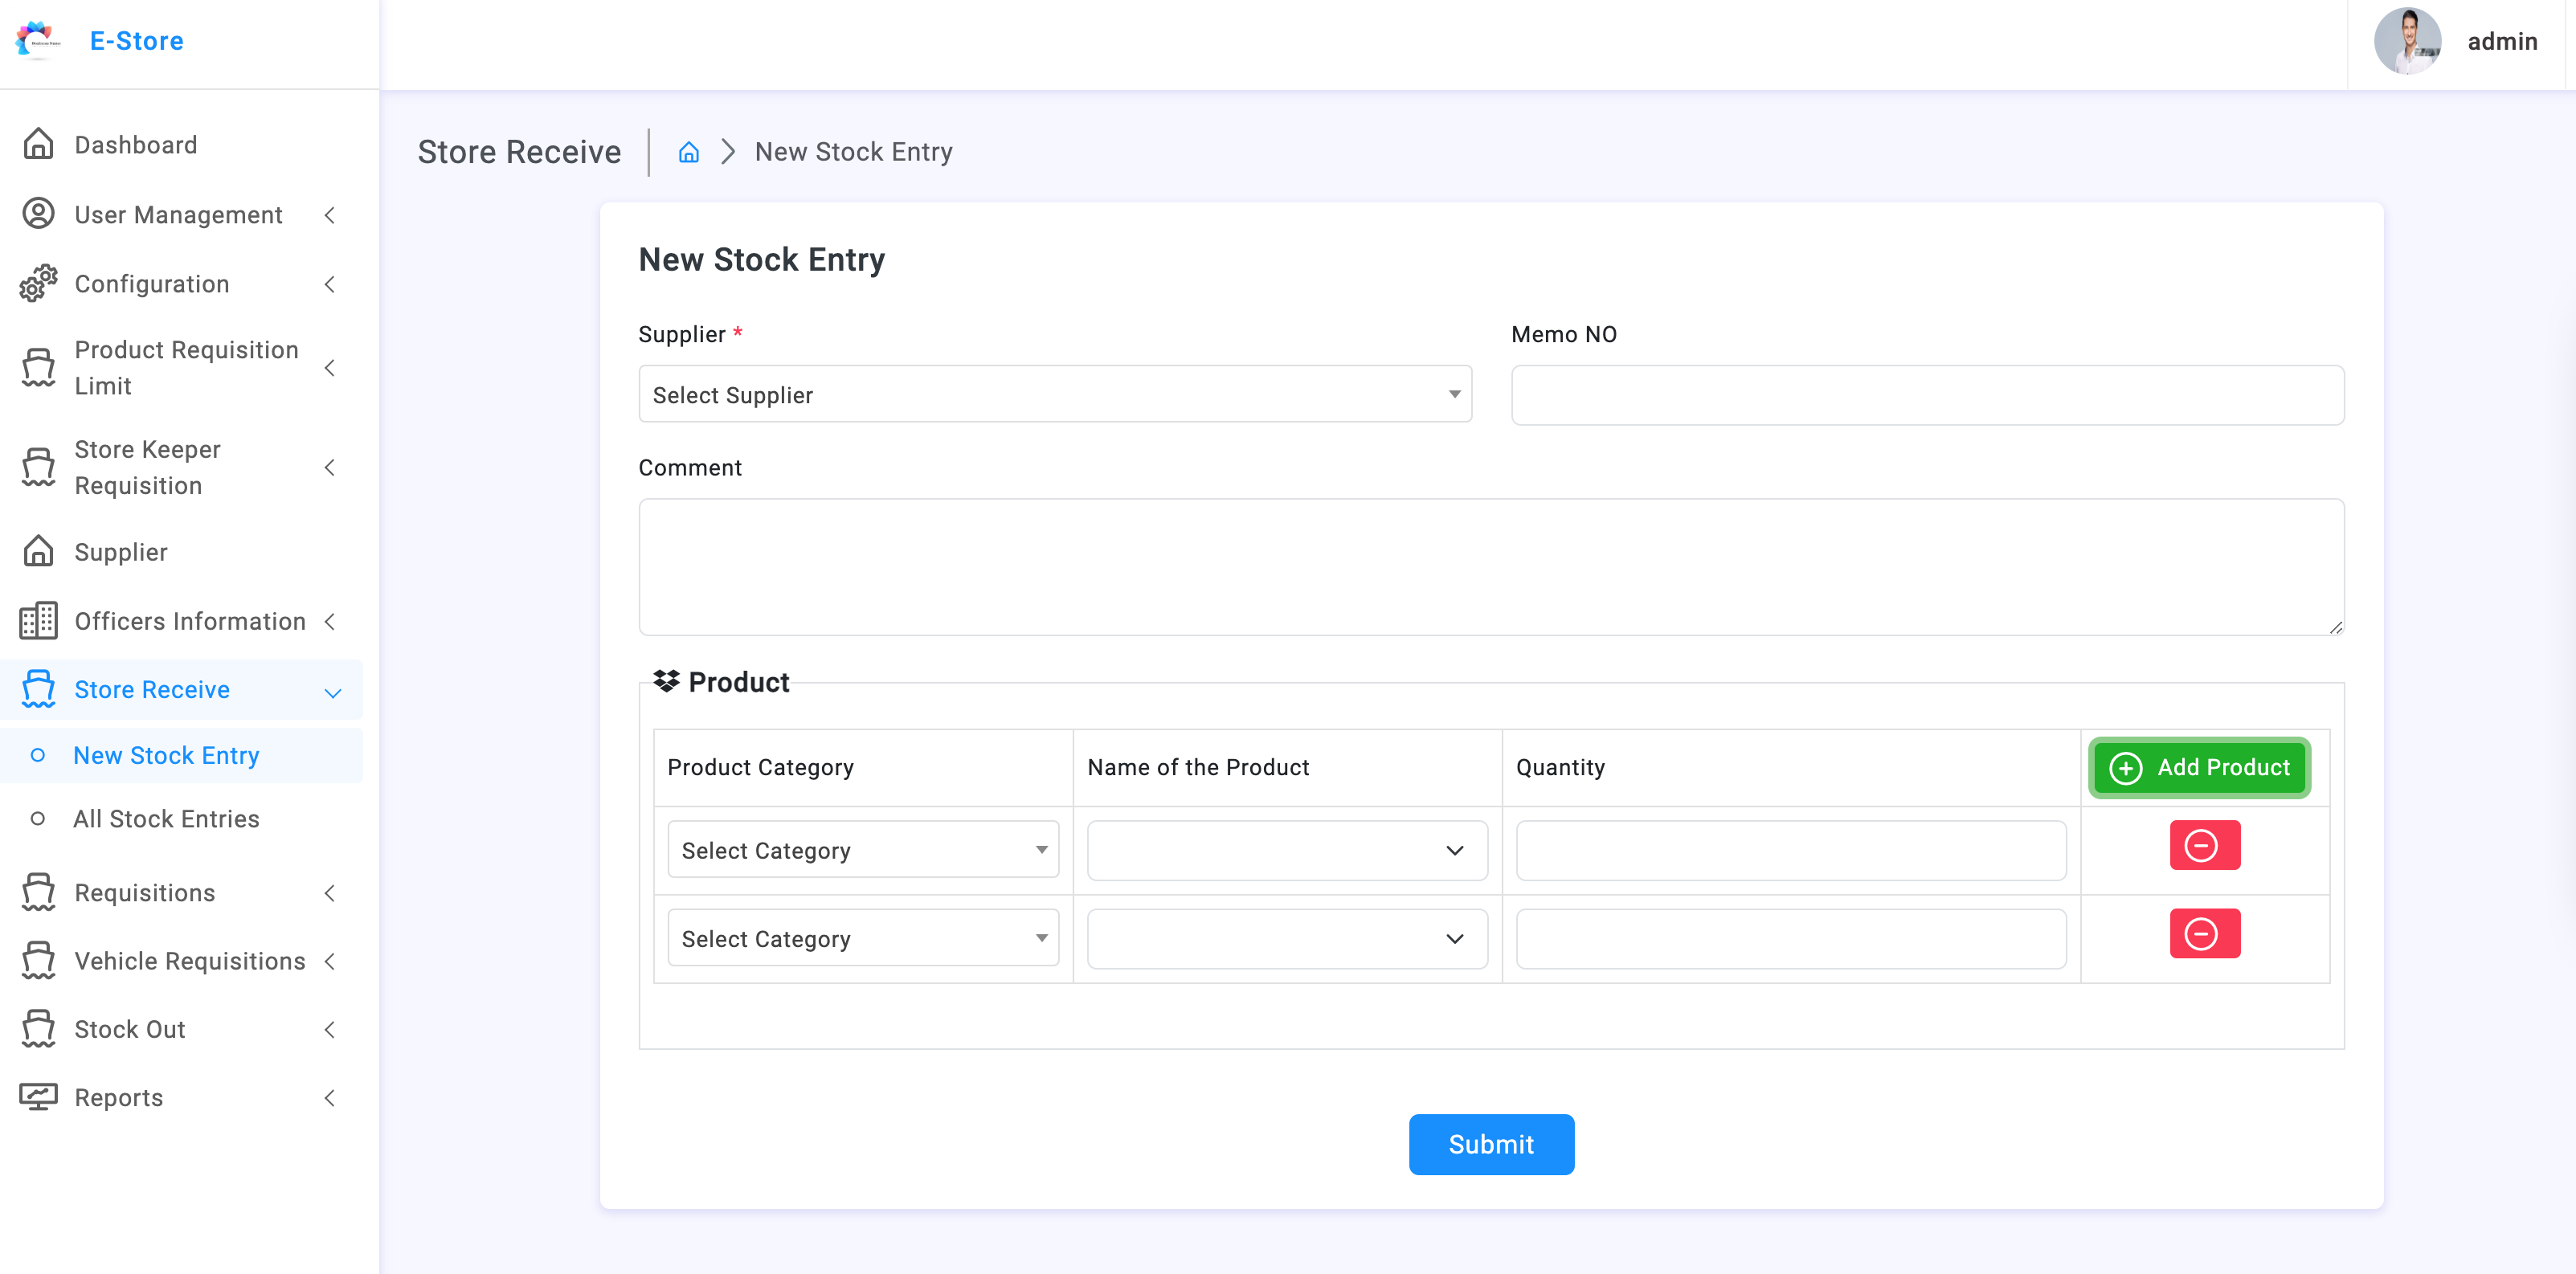 E-Store
admin
Dashboard
User Management
Configuration
Product Requisition
Limit
Store Keeper
Requisition
Supplier
Officers Information
Store Receive
New Stock Entry
All Stock Entries
Requisitions
Vehicle Requisitions
Stock Out
Reports
Store Receive
New Stock Entry
New Stock Entry
Supplier *
Memo NO
Select Supplier
Comment
Product
Product Category
Name of the Product
Quantity
Add Product
Select Category
Select Category
Submit